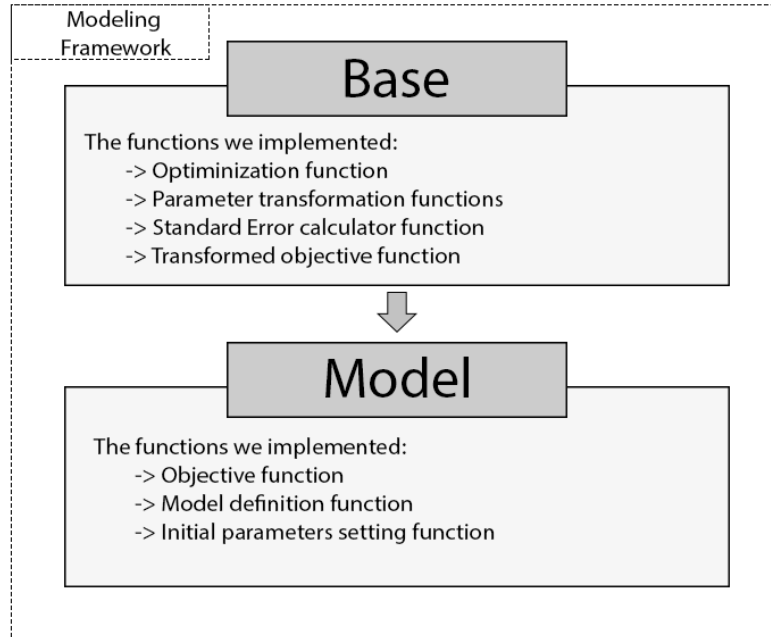 Modeling
Framework
Base
The functions we implemented:
-> Optiminization function
-> Parameter transformation functions
-> Standard Error calculator function
-> Transformed objective function
Model
The functions we implemented:
-> Objective function
-> Model definition function
-> Initial parameters setting function